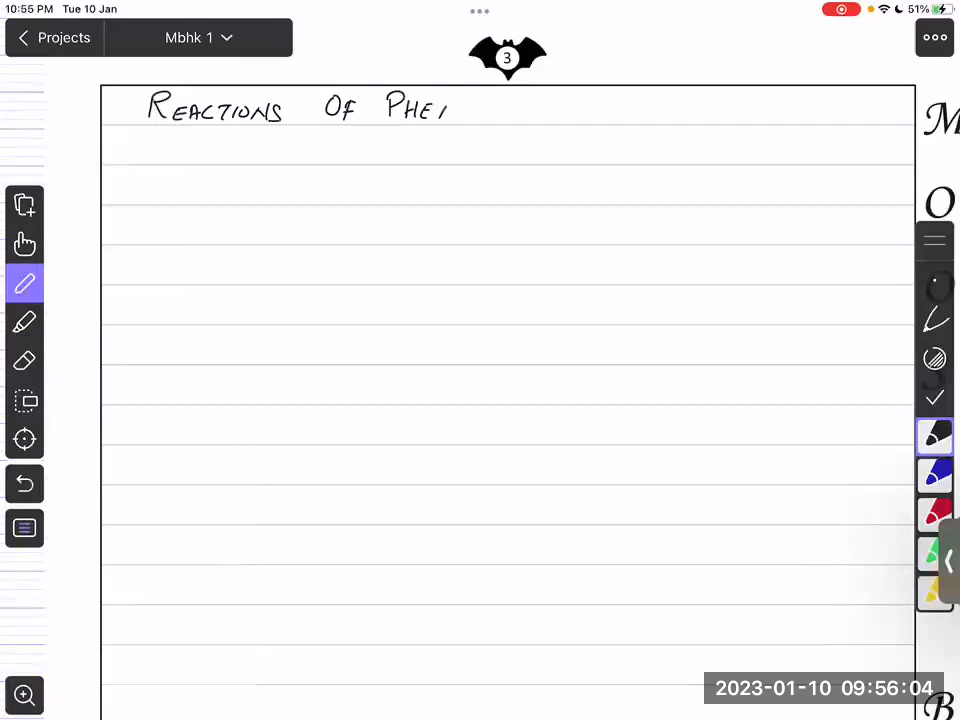 10:55 PM Tue 10 Jan
51%
Projects
Mbhk 1
3
REACTIONS OF PHE
M
O
B
2023-01-10 09:56:04